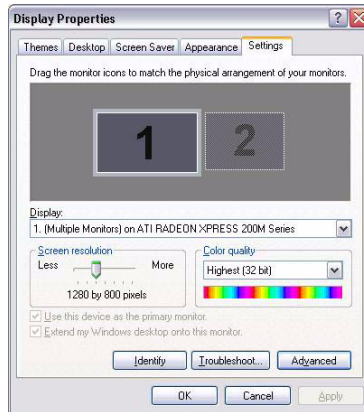 Display Properties
Themes Desktop Screen Saver Appearance Settings
Drag the monitor icons to match the physical arrangement of your monitors.
1 2
Display:
1. (Multiple Monitors) on ATI RADEON XPRESS 200M Series
Screen resolution Color quality
Less More Highest (32 bit)
1280 by 800 pixels
Use this device as the primary monitor.
Extend my Windows desktop onto this monitor.
Identify Troubleshoot... Advanced
OK Cancel Apply